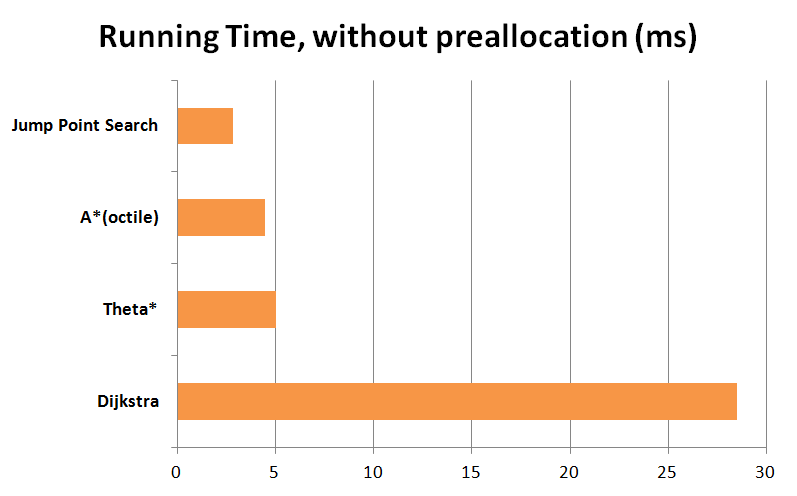 Running Time, without preallocation (ms)
Jump Point Search
A*(octile)
Theta*
Dijkstra
0 5 10 15 20 25 30